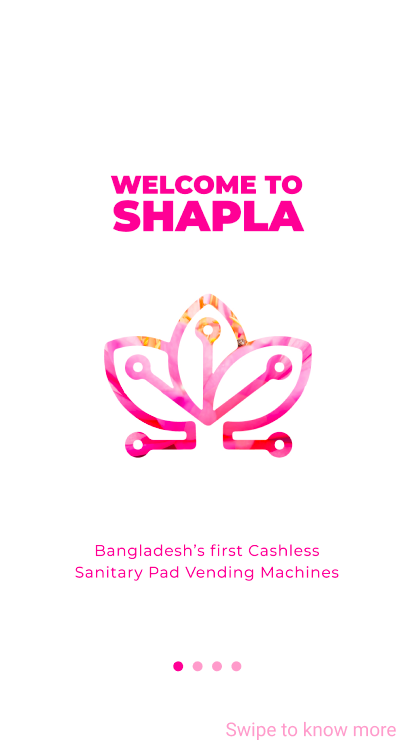 WELCOME TO
SHAPLA
Bangladesh’s first Cashless
Sanitary Pad Vending Machines
Swipe to know more